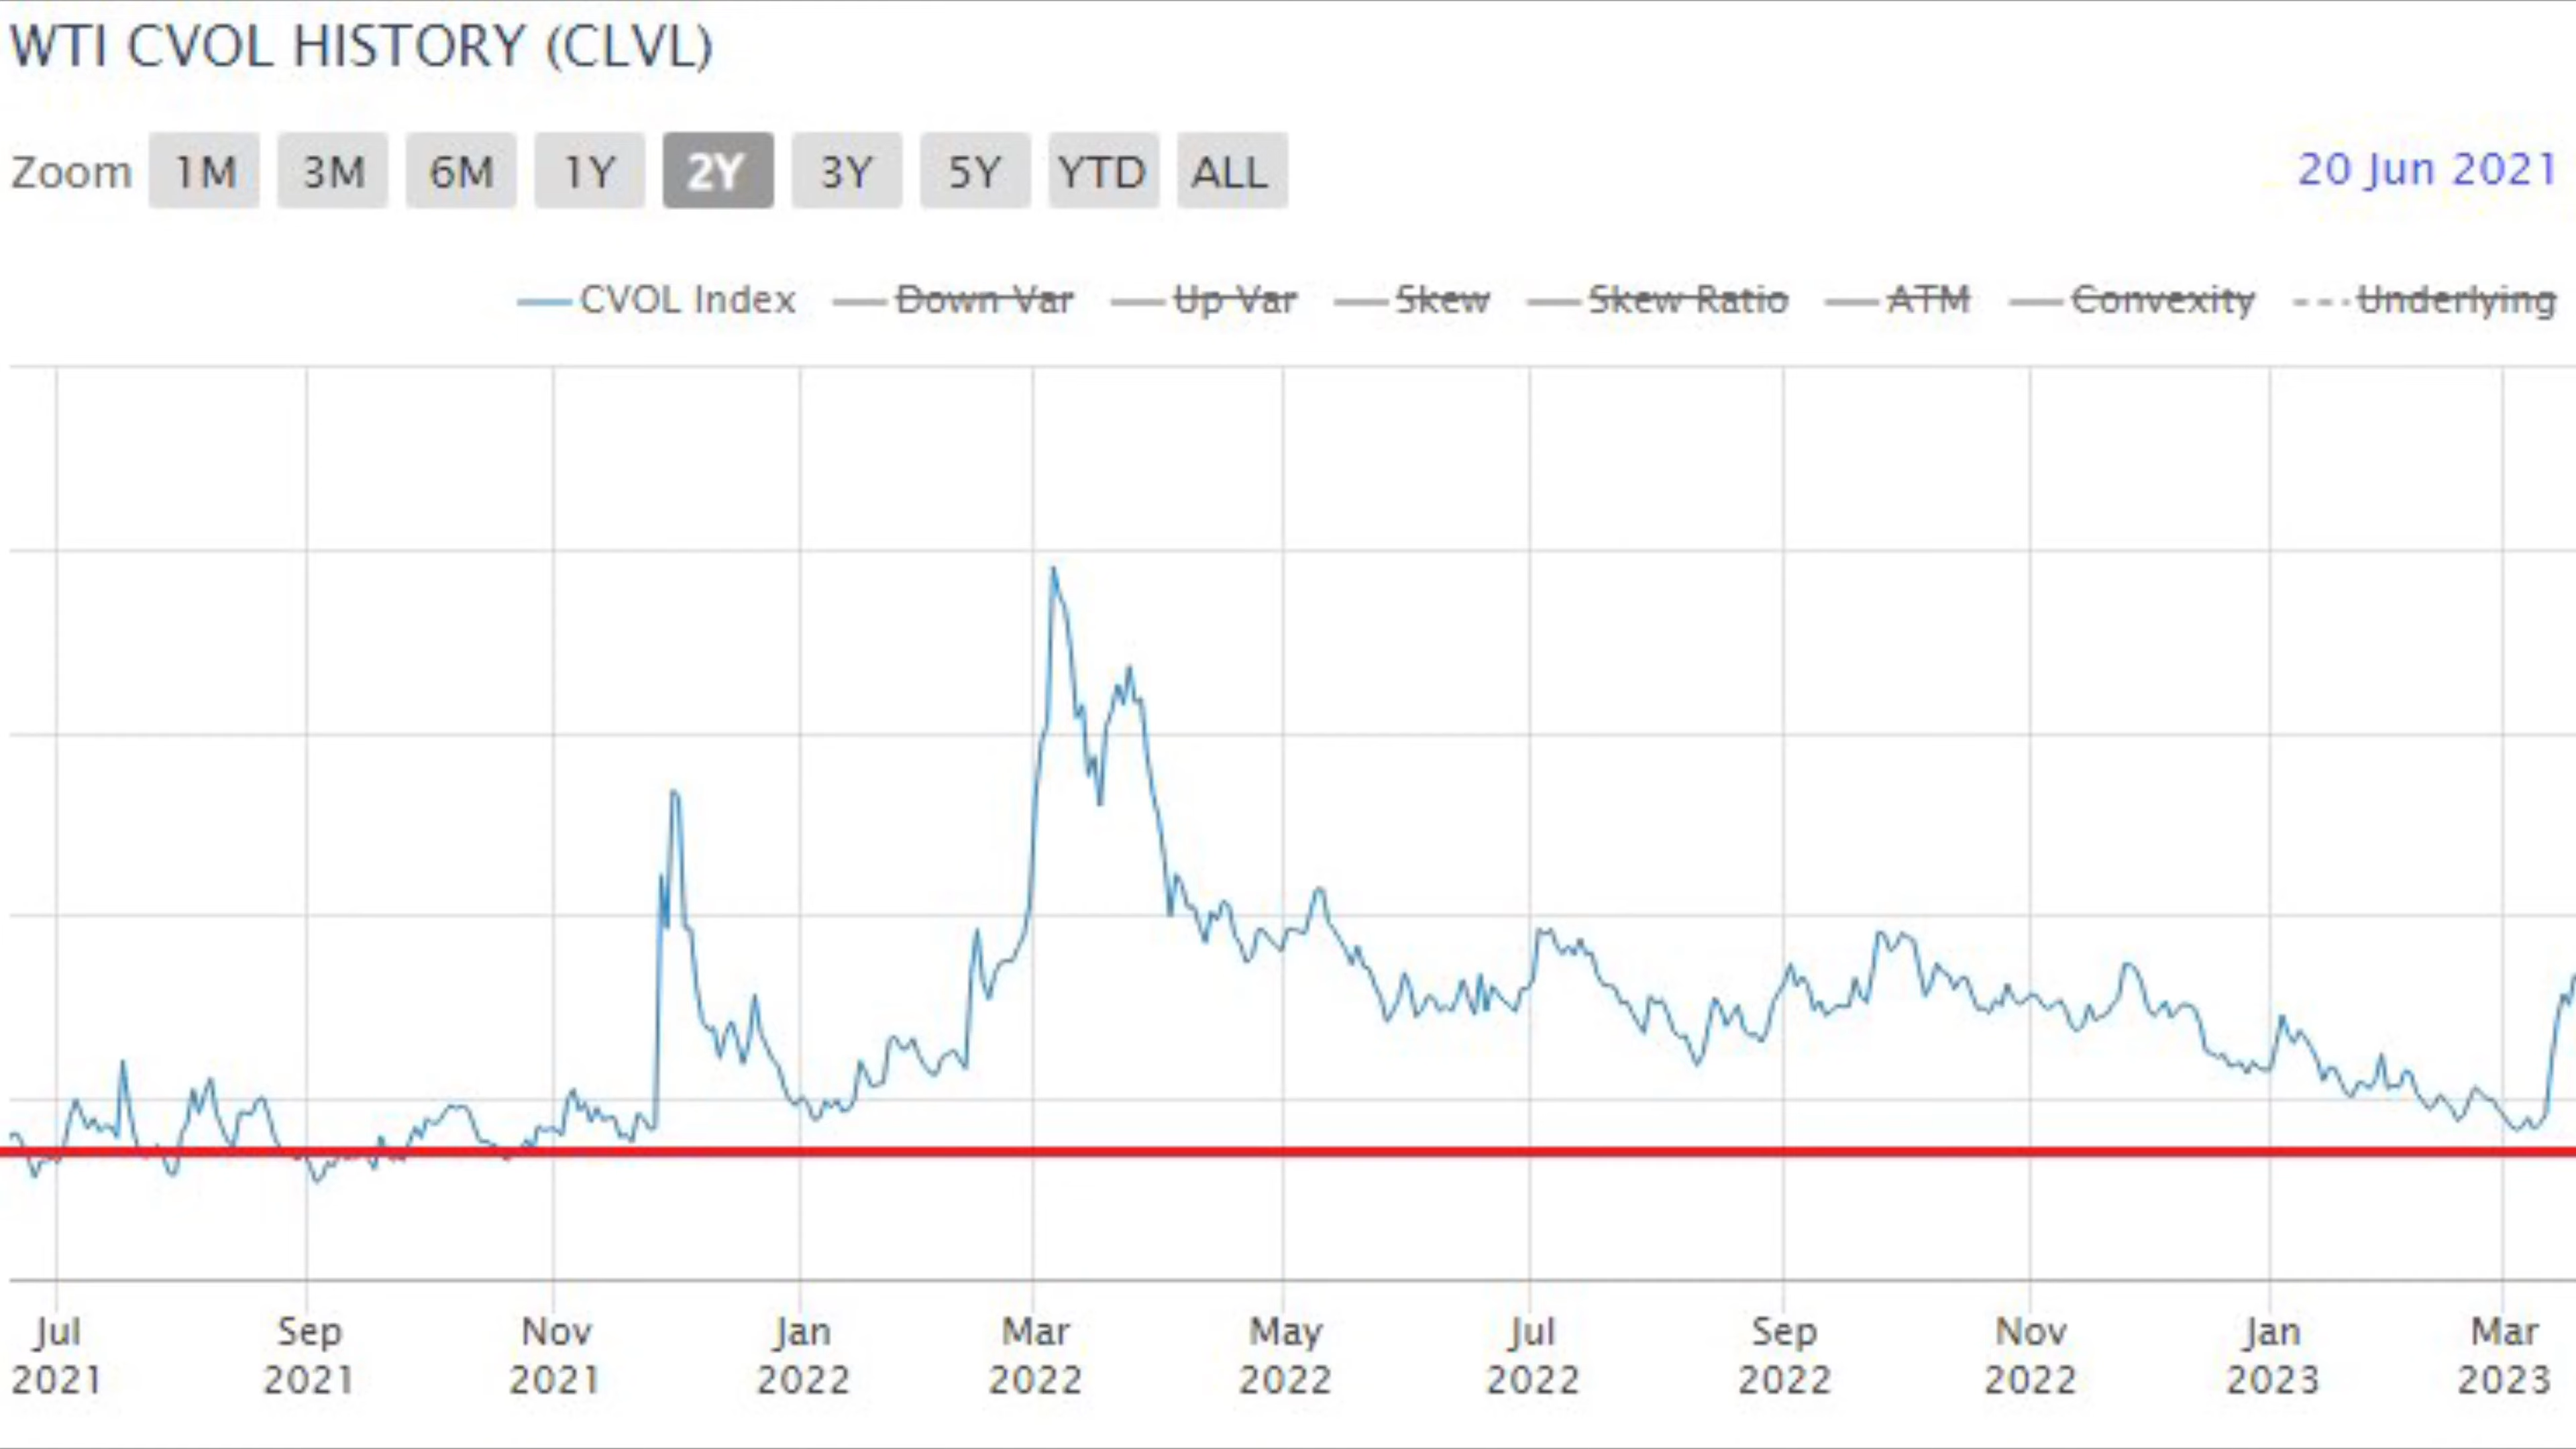 WTI CVOL HISTORY (CLVL)
Zoom 1M 3M 6M 1Y 2Y 3Y 5Y YTD ALL 20 Jun 2021
CVOL Index Down Var Up Var Skew Skew Ratio ATM Convexity Underlying
Jul Sep Nov Jan Mar May Jul Sep Nov Jan Mar
2021 2021 2021 2022 2022 2022 2022 2022 2022 2023 2023